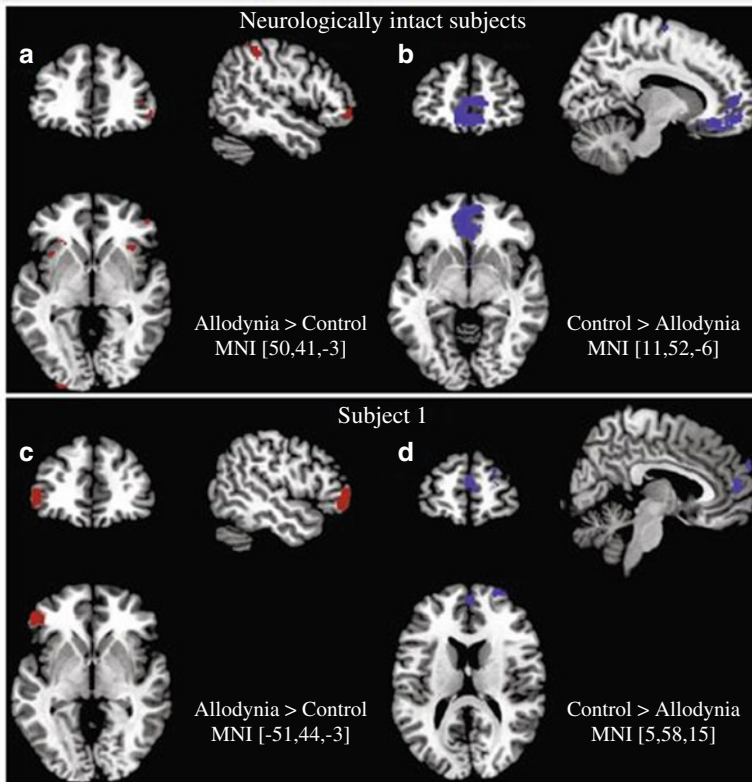 Neurologically intact subjects
a
b
Allodynia > Control
MNI [50,41,-3]
Control > Allodynia
MNI [11,52,-6]
Subject 1
c
d
Allodynia > Control
MNI [-51,44,-3]
Control > Allodynia
MNI [5,58,15]